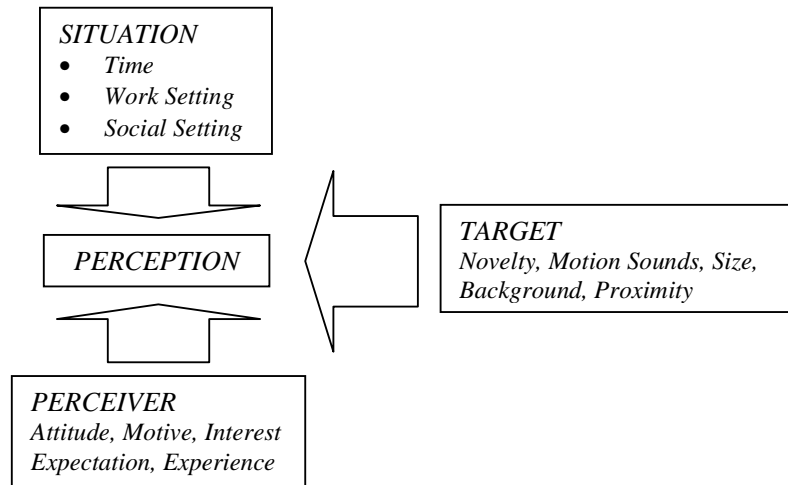 SITUATION
• Time
• Work Setting
• Social Setting
PERCEPTION
TARGET
Novelty, Motion Sounds, Size,
Background, Proximity
PERCEIVER
Attitude, Motive, Interest
Expectation, Experience